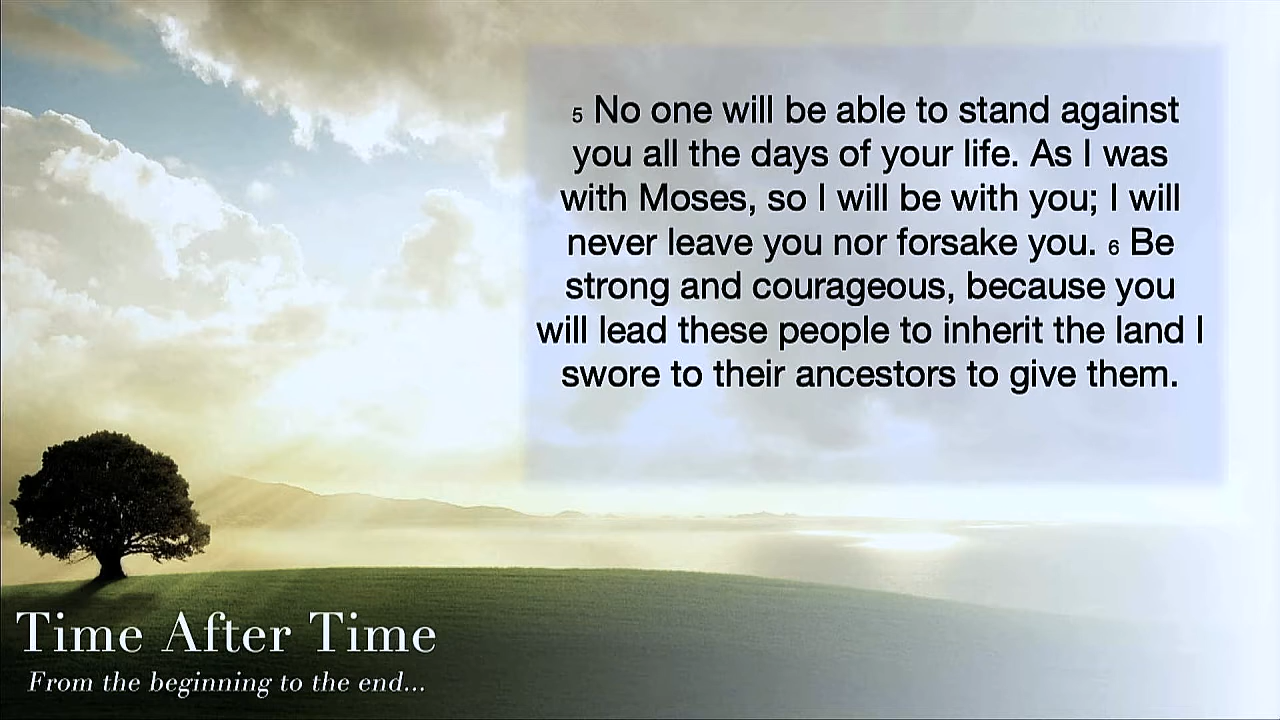 5 No one will be able to stand against
you all the days of your life. As I was
with Moses, so I will be with you; I will
never leave you nor forsake you. 6 Be
strong and courageous, because you
will lead these people to inherit the land I
swore to their ancestors to give them.
Time After Time
From the beginning to the end...